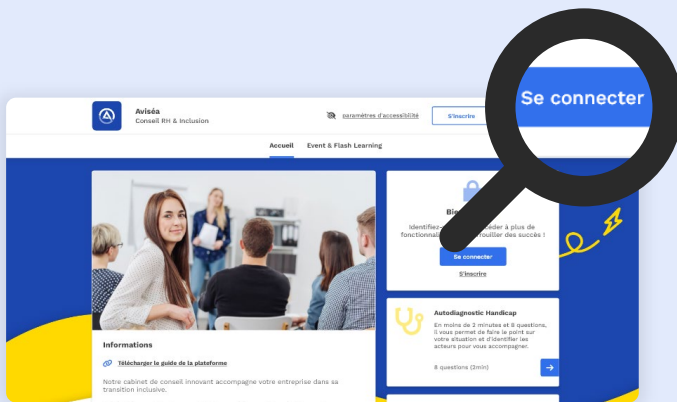 Se connecter
Aviséa
Conseil RH & Inclusion
paramètres d'accessibilité
S'inscrire
Accueil
Event & Flash Learning
Identifiez-
céder à plus de
fonctionnali
rouiller des succès !
Se connecter
S'inscrire
Autodiagnostic Handicap
En moins de 2 minutes et 8 questions,
il vous permet de faire le point sur
votre situation et d'identifier les
acteurs pour vous accompagner.
8 questions (2min)
Informations
Télécharger le guide de la plateforme
Notre cabinet de conseil innovant accompagne votre entreprise dans sa
transition inclusive.